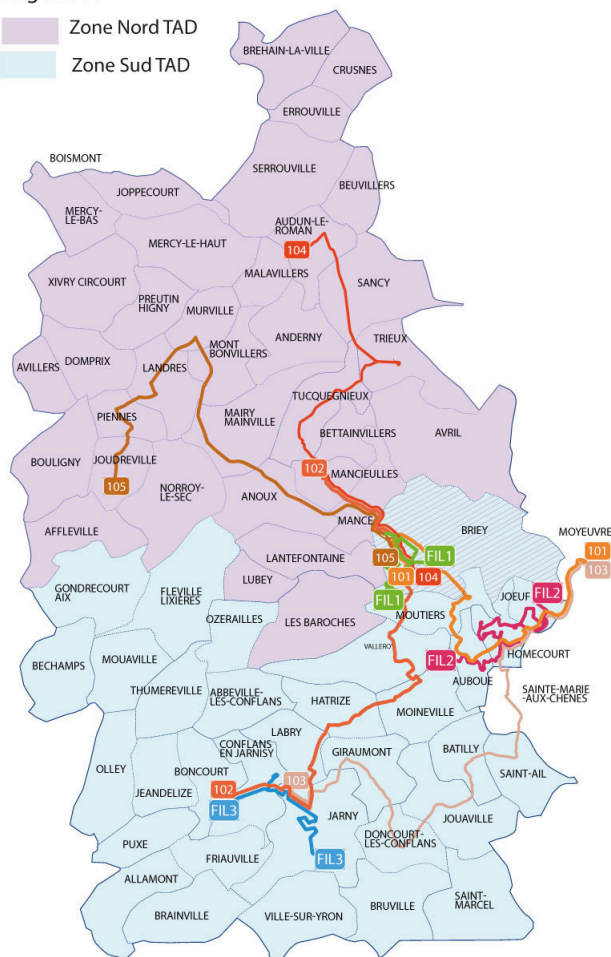 Zone Nord TAD
Zone Sud TAD
BREHAIN-LA-VILLE
CRUSNES
ERROUVILLE
BOISMONT
SERROUVILLE
JOPPECOURT
BEUVILLERS
MERCY-
LE-BAS
AUDUN-LE-
ROMAN
MERCY-LE-HAUT
104
MALAVILLERS
XIVRY CIRCOURT
SANCY
PREUTIN
HIGNY
MURVILLE
ANDERNY
TRIEUX
MONT
BONVILLERS
AVILLERS
DOMPRIX
LANDRES
TUCQUEGNIEUX
PIENNES
MAIRY
MAINVILLE
BETTAINVILLERS
AVRIL
BOULIGNY
JOUDREVILLE
102
MANCIEULLES
105
NORROY-
LE-SEC
ANOUX
MANCE
BRIEY
MOYEUVRE
AFFLEVILLE
LANTEFONTAINE
105
FIL1
101
103
101
104
GONDRECOURT
AIX
FLEVILLE
LIXIÈRES
LUBEY
FIL1
JOEUF
FIL2
OZERAILLES
LES BAROCHES
MOUTIERS
VALLEROY
FIL2
HOMECOURT
BECHAMPS
MOUAVILLE
AUBOUE
THUMEREVILLE
ABBEVILLE-
LES-CONFLANS
HATRIZE
SAINTE-MARIE
-AUX-CHENES
MOINEVILLE
LABRY
CONFLANS
EN JARNISY
GIRAUMONT
BATILLY
OLLEY
BONCOURT
103
SAINT-AIL
JEANDELIZE
102
FIL3
JARNY
JOUAVILLE
DONCOURT-
LES-CONFLANS
PUXE
FRIAUVILLE
FIL3
ALLAMONT
SAINT-
MARCEL
BRAINVILLE
VILLE-SUR-YRON
BRUVILLE